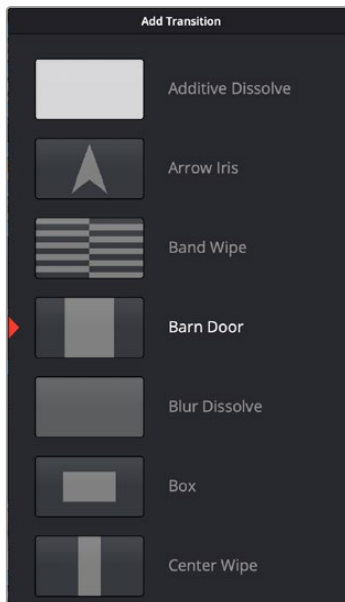 Add Transition
Additive Dissolve
Arrow Iris
Band Wipe
Barn Door
Blur Dissolve
Box
Center Wipe